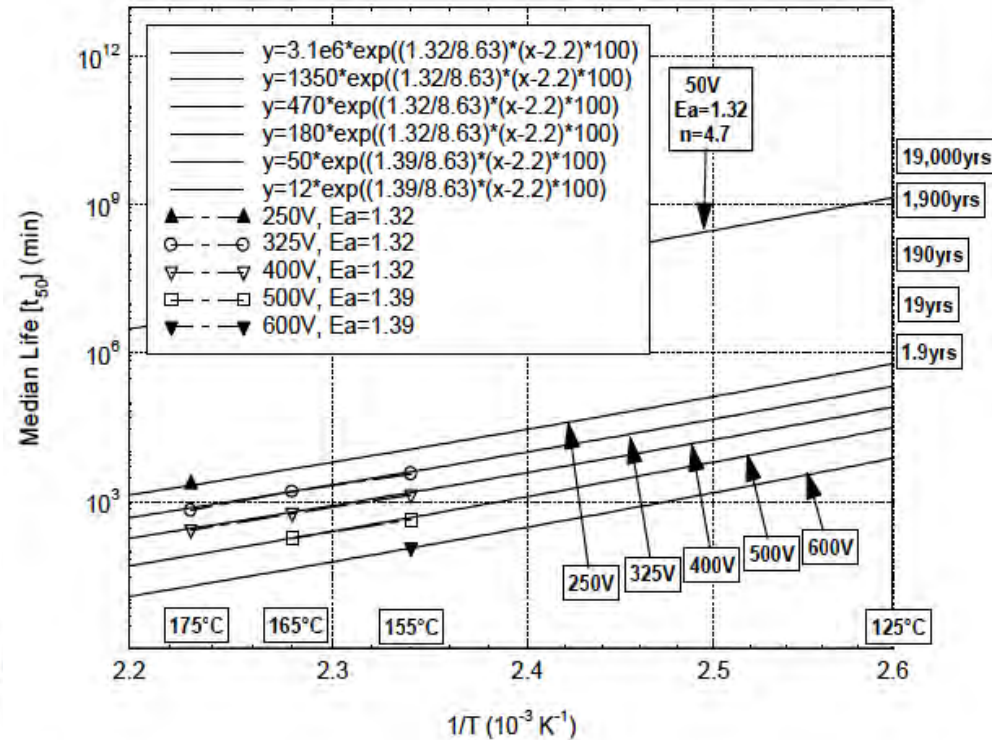 10^12
10^9
10^6
10^3
Median Life [t50] (min)
y=3.1e6*exp((1.32/8.63)*(x-2.2)*100)
y=1350*exp((1.32/8.63)*(x-2.2)*100)
y=470*exp((1.32/8.63)*(x-2.2)*100)
y=180*exp((1.32/8.63)*(x-2.2)*100)
y=50*exp((1.39/8.63)*(x-2.2)*100)
y=12*exp((1.39/8.63)*(x-2.2)*100)
250V, Ea=1.32
325V, Ea=1.32
400V, Ea=1.32
500V, Ea=1.39
600V, Ea=1.39
50V
Ea=1.32
n=4.7
19,000yrs
1,900yrs
190yrs
19yrs
1.9yrs
250V
325V
400V
500V
600V
175°C
165°C
155°C
125°C
2.2
2.3
2.4
2.5
2.6
1/T (10^-3 K^-1)